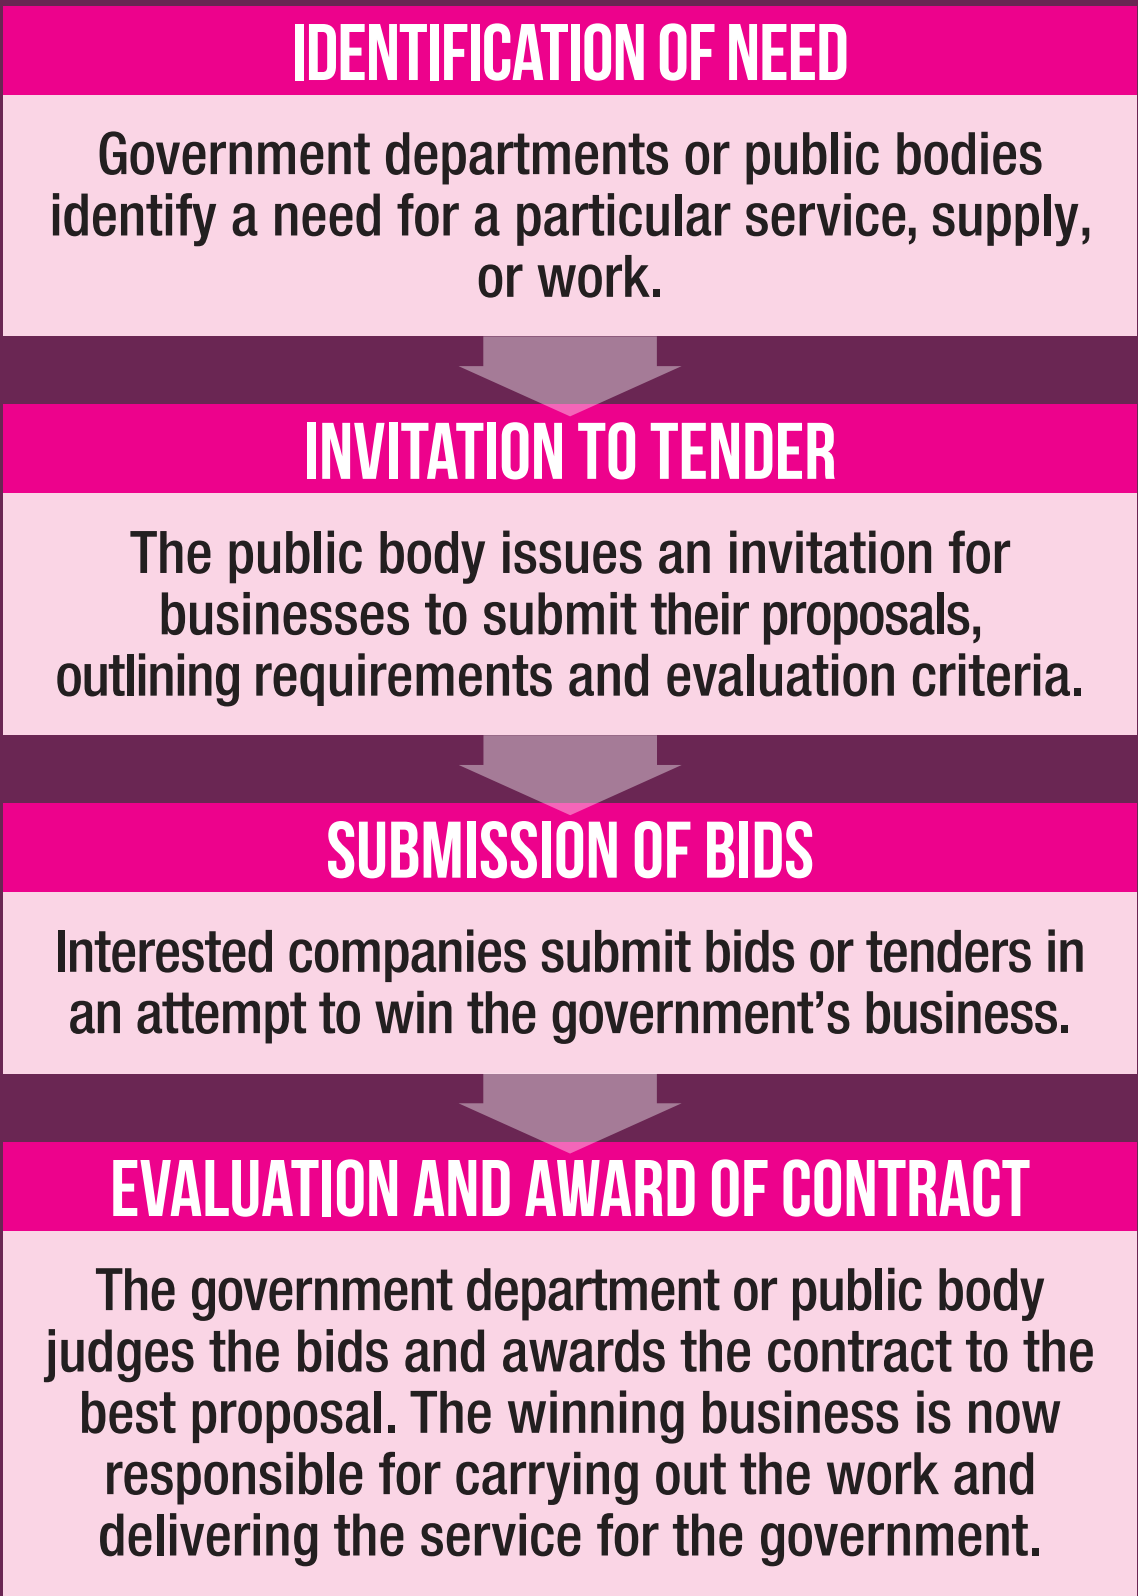 IDENTIFICATION OF NEED
Government departments or public bodies
identify a need for a particular service, supply,
or work.
INVITATION TO TENDER
The public body issues an invitation for
businesses to submit their proposals,
outlining requirements and evaluation criteria.
SUBMISSION OF BIDS
Interested companies submit bids or tenders in
an attempt to win the government's business.
EVALUATION AND AWARD OF CONTRACT
The government department or public body
judges the bids and awards the contract to the
best proposal. The winning business is now
responsible for carrying out the work and
delivering the service for the government.